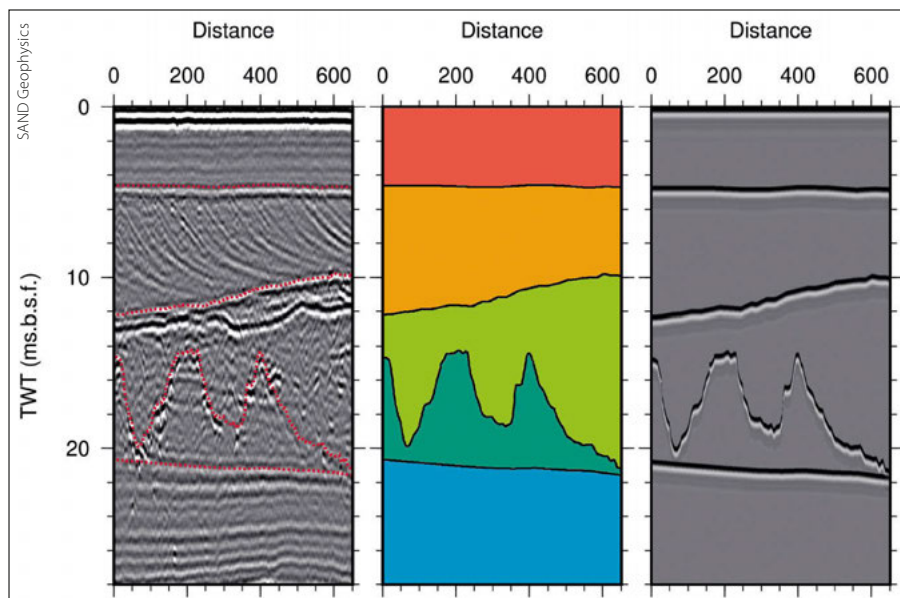 SAND Geophysics
Distance Distance Distance
0 200 400 600 0 200 400 600 0 200 400 600
0
10
20
TWT (ms.b.s.f.)